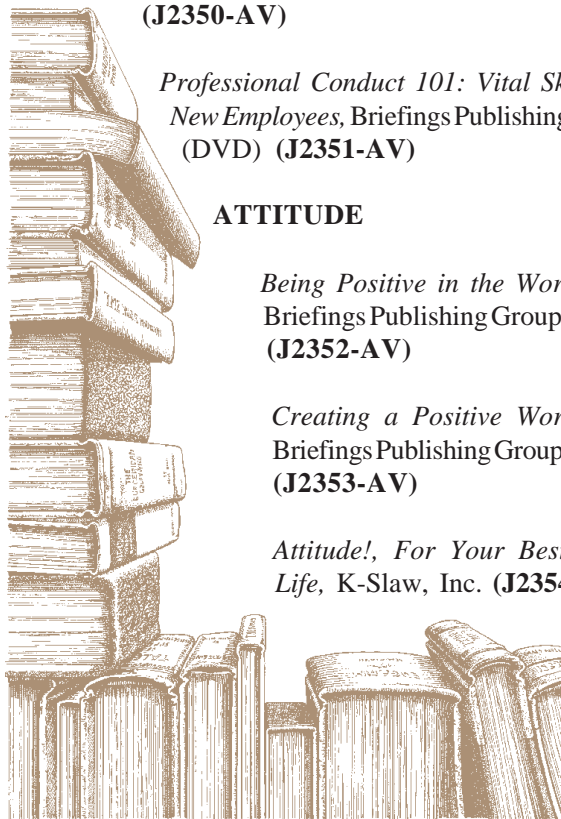 (J2350-AV)
Professional Conduct 101: Vital Sk
New Employees, Briefings Publishing
(DVD) (J2351-AV)
ATTITUDE
Being Positive in the Wor
Briefings Publishing Group
(J2352-AV)
Creating a Positive Wor
Briefings Publishing Group
(J2353-AV)
Attitude!, For Your Best
Life, K-Slaw, Inc. (J2354